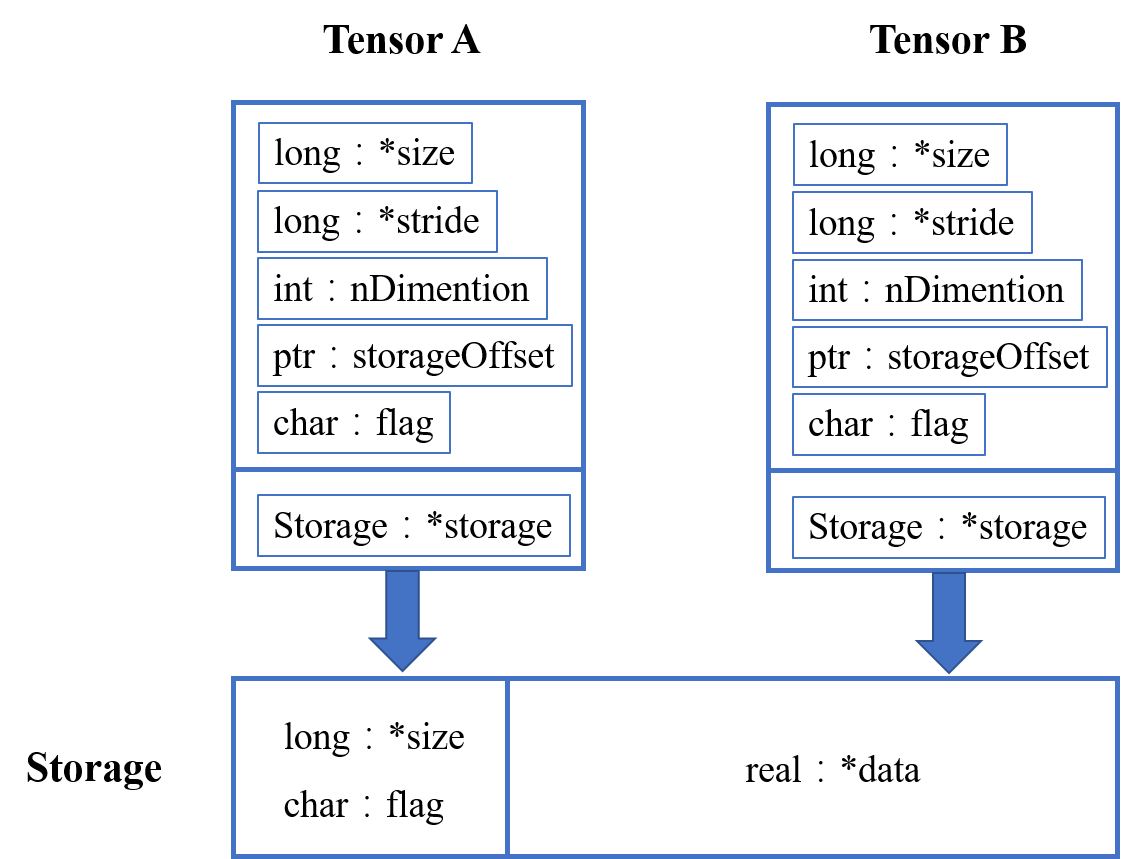 Tensor A
Tensor B
long：*size
long：*stride
int：nDimention
ptr：storageOffset
char：flag
Storage：*storage
long：*size
long：*stride
int：nDimention
ptr：storageOffset
char：flag
Storage：*storage
Storage
long：*size
char：flag
real：*data